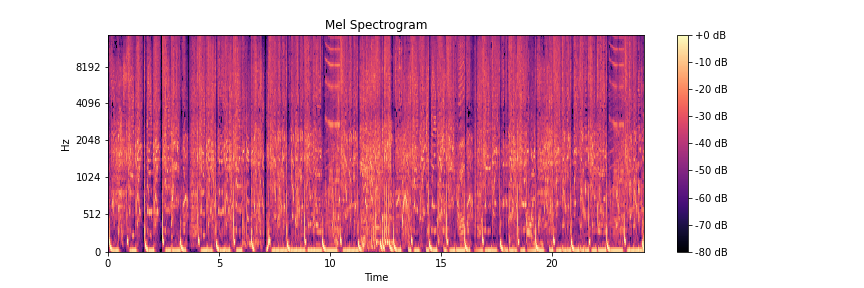 Mel Spectrogram
Hz
8192
4096
2048
1024
512
0
0
5
10
15
20
Time
+0 dB
-10 dB
-20 dB
-30 dB
-40 dB
-50 dB
-60 dB
-70 dB
-80 dB